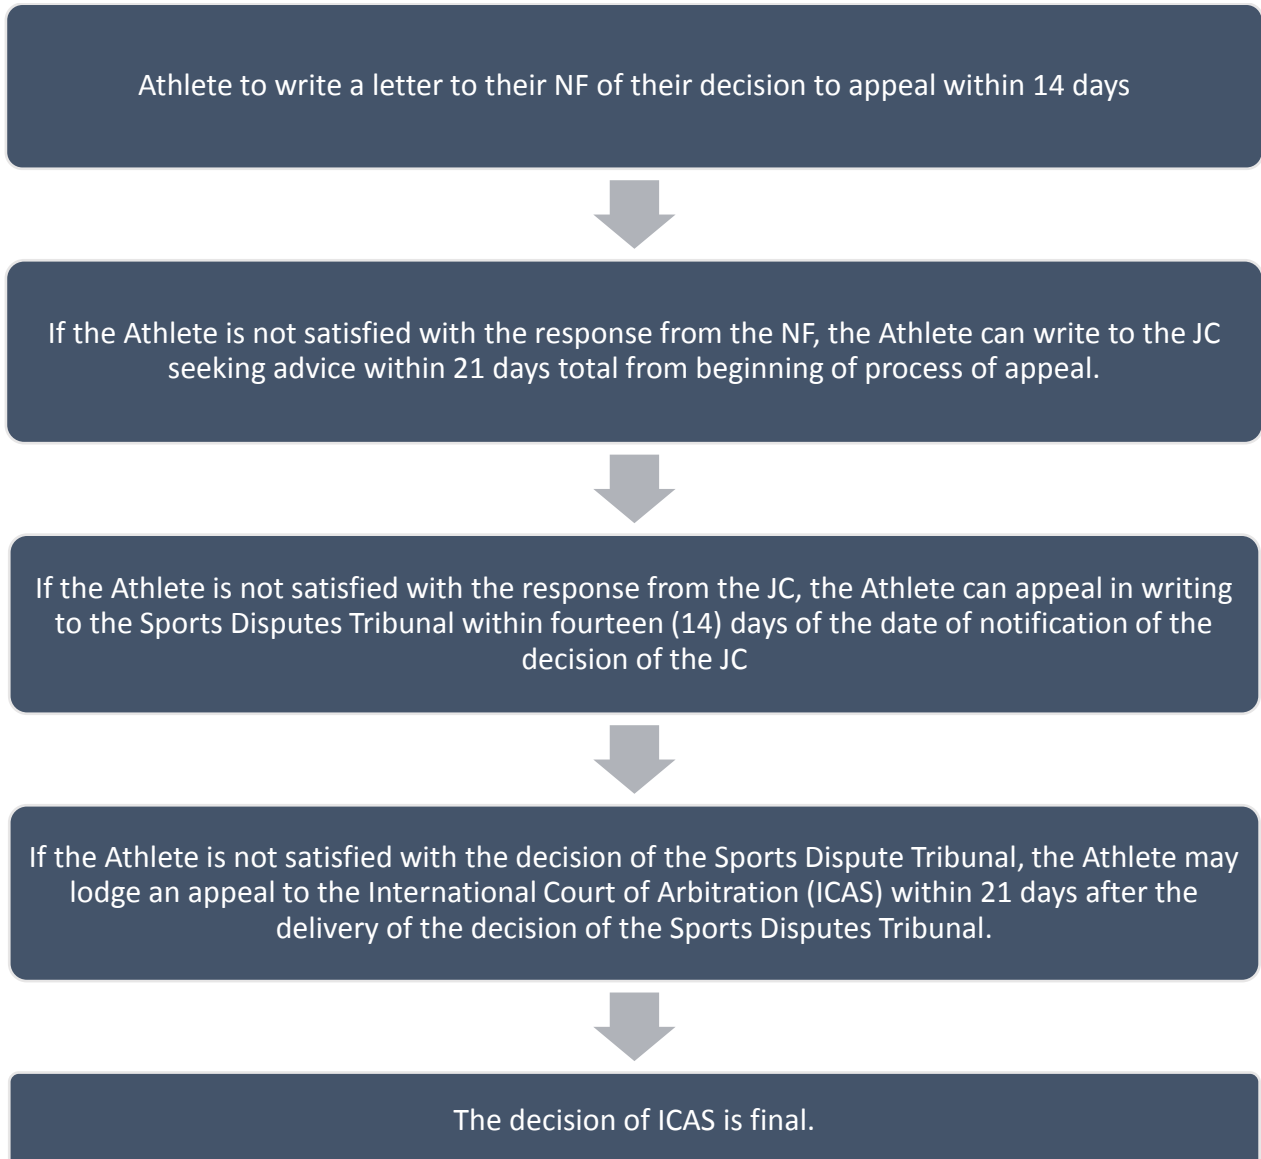 Athlete to write a letter to their NF of their decision to appeal within 14 days
If the Athlete is not satisfied with the response from the NF, the Athlete can write to the JC
seeking advice within 21 days total from beginning of process of appeal.
If the Athlete is not satisfied with the response from the JC, the Athlete can appeal in writing
to the Sports Disputes Tribunal within fourteen (14) days of the date of notification of the
decision of the JC
If the Athlete is not satisfied with the decision of the Sports Dispute Tribunal, the Athlete may
lodge an appeal to the International Court of Arbitration (ICAS) within 21 days after the
delivery of the decision of the Sports Disputes Tribunal.
The decision of ICAS is final.